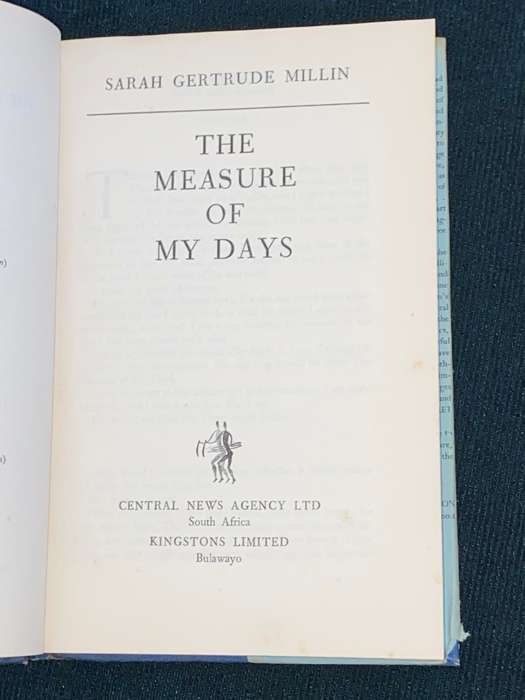 SARAH GERTRUDE MILLIN
THE
MEASURE
OF
MY DAYS
CENTRAL NEWS AGENCY LTD
South Africa
KINGSTONS LIMITED
Bulawayo